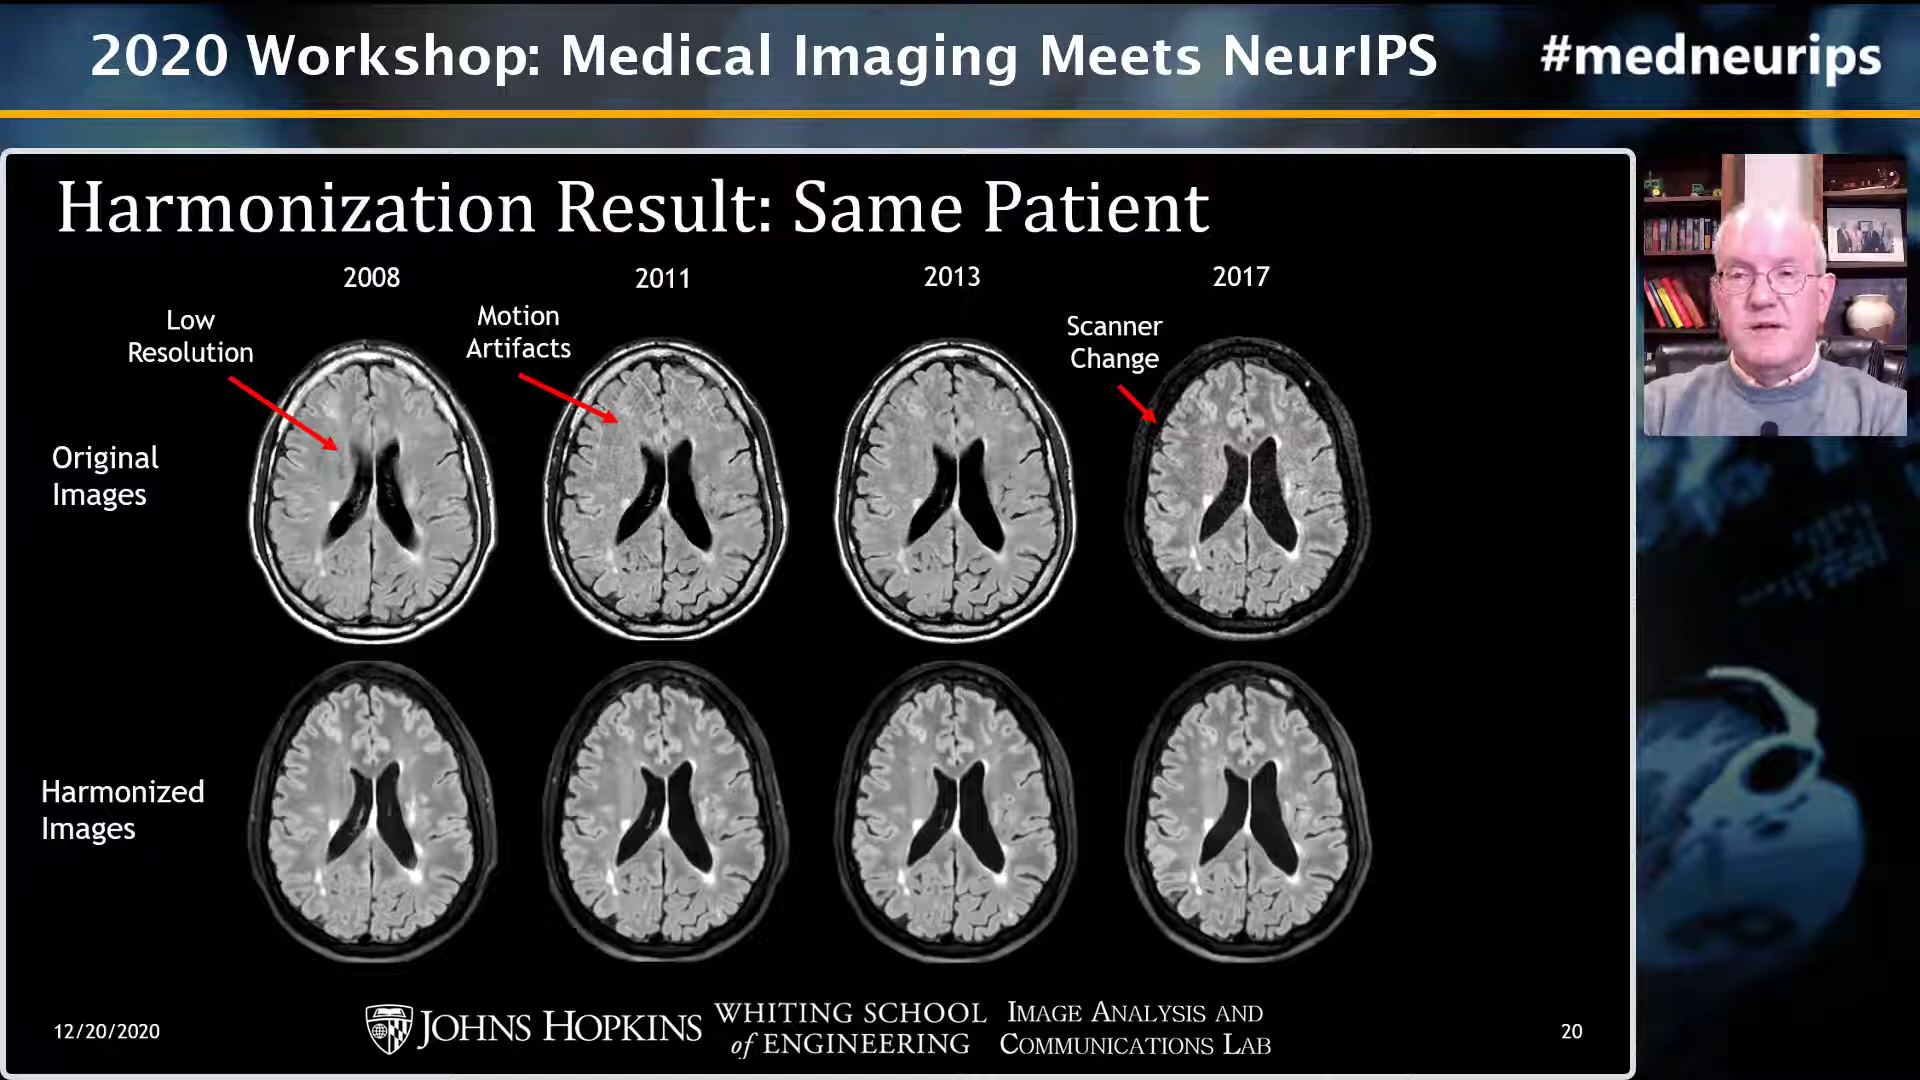 2020 Workshop: Medical Imaging Meets NeurIPS
#medneurips
Harmonization Result: Same Patient
2008
2011
2013
2017
Low
Resolution
Motion
Artifacts
Scanner
Change
Original
Images
Harmonized
Images
12/20/2020
JOHNS HOPKINS
WHITING SCHOOL
of ENGINEERING
IMAGE ANALYSIS AND
COMMUNICATIONS LAB
20